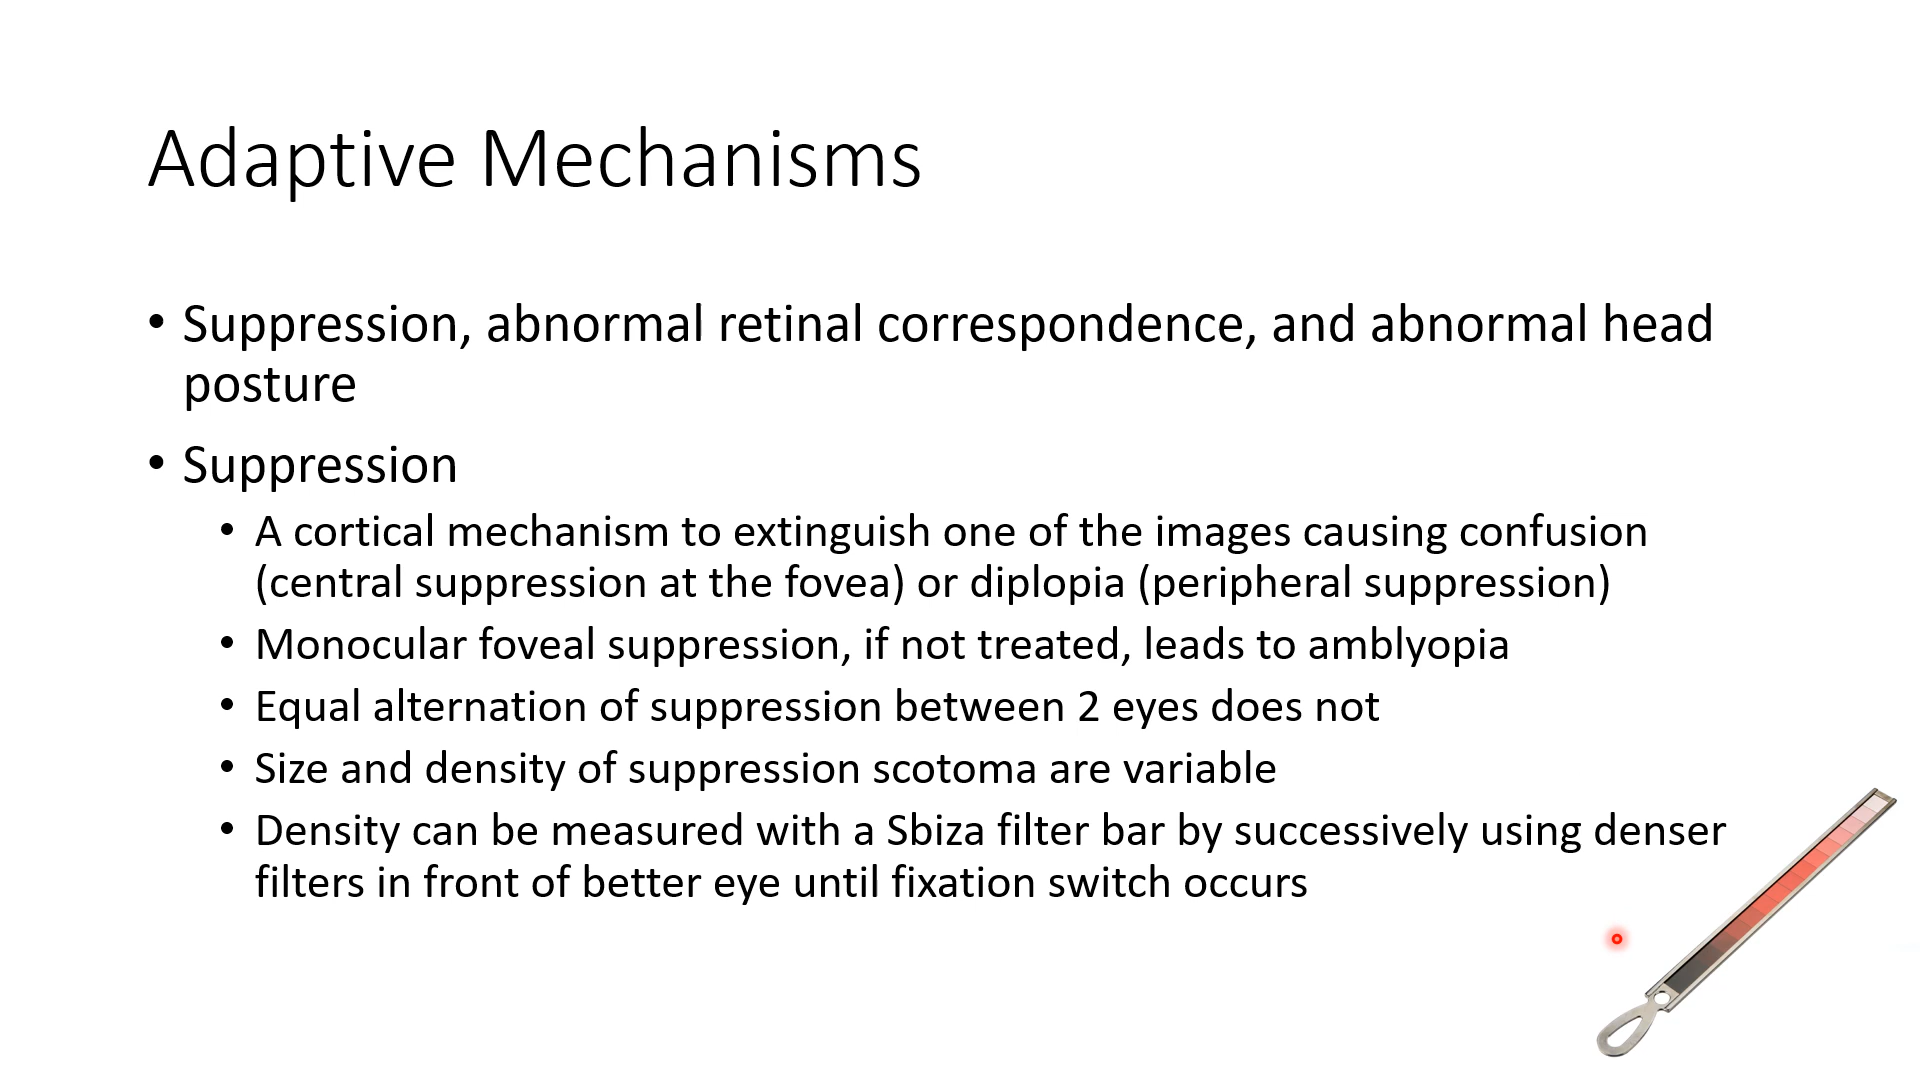 Adaptive Mechanisms
• Suppression, abnormal retinal correspondence, and abnormal head
posture
• Suppression
• A cortical mechanism to extinguish one of the images causing confusion
(central suppression at the fovea) or diplopia (peripheral suppression)
• Monocular foveal suppression, if not treated, leads to amblyopia
• Equal alternation of suppression between 2 eyes does not
• Size and density of suppression scotoma are variable
• Density can be measured with a Sbiza filter bar by successively using denser
filters in front of better eye until fixation switch occurs